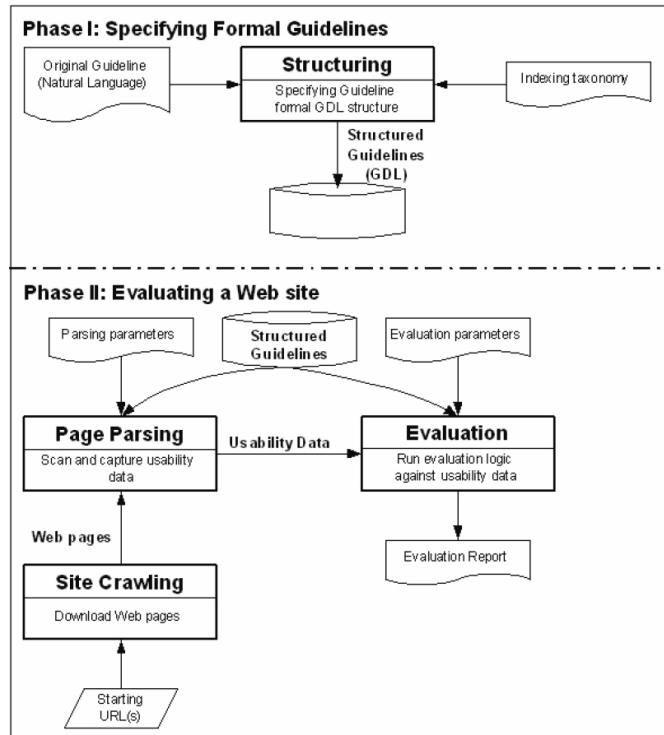 Phase I: Specifying Formal Guidelines
Original Guideline
(Natural Language)
Structuring
Specifying Guideline
formal GDL structure
Indexing taxonomy
Structured
Guidelines
(GDL)
Phase II: Evaluating a Web site
Parsing parameters
Structured
Guidelines
Evaluation parameters
Page Parsing
Scan and capture usability
data
Usability Data
Evaluation
Run evaluation logic
against usability data
Web pages
Evaluation Report
Site Crawling
Download Web pages
Starting
URL(s)